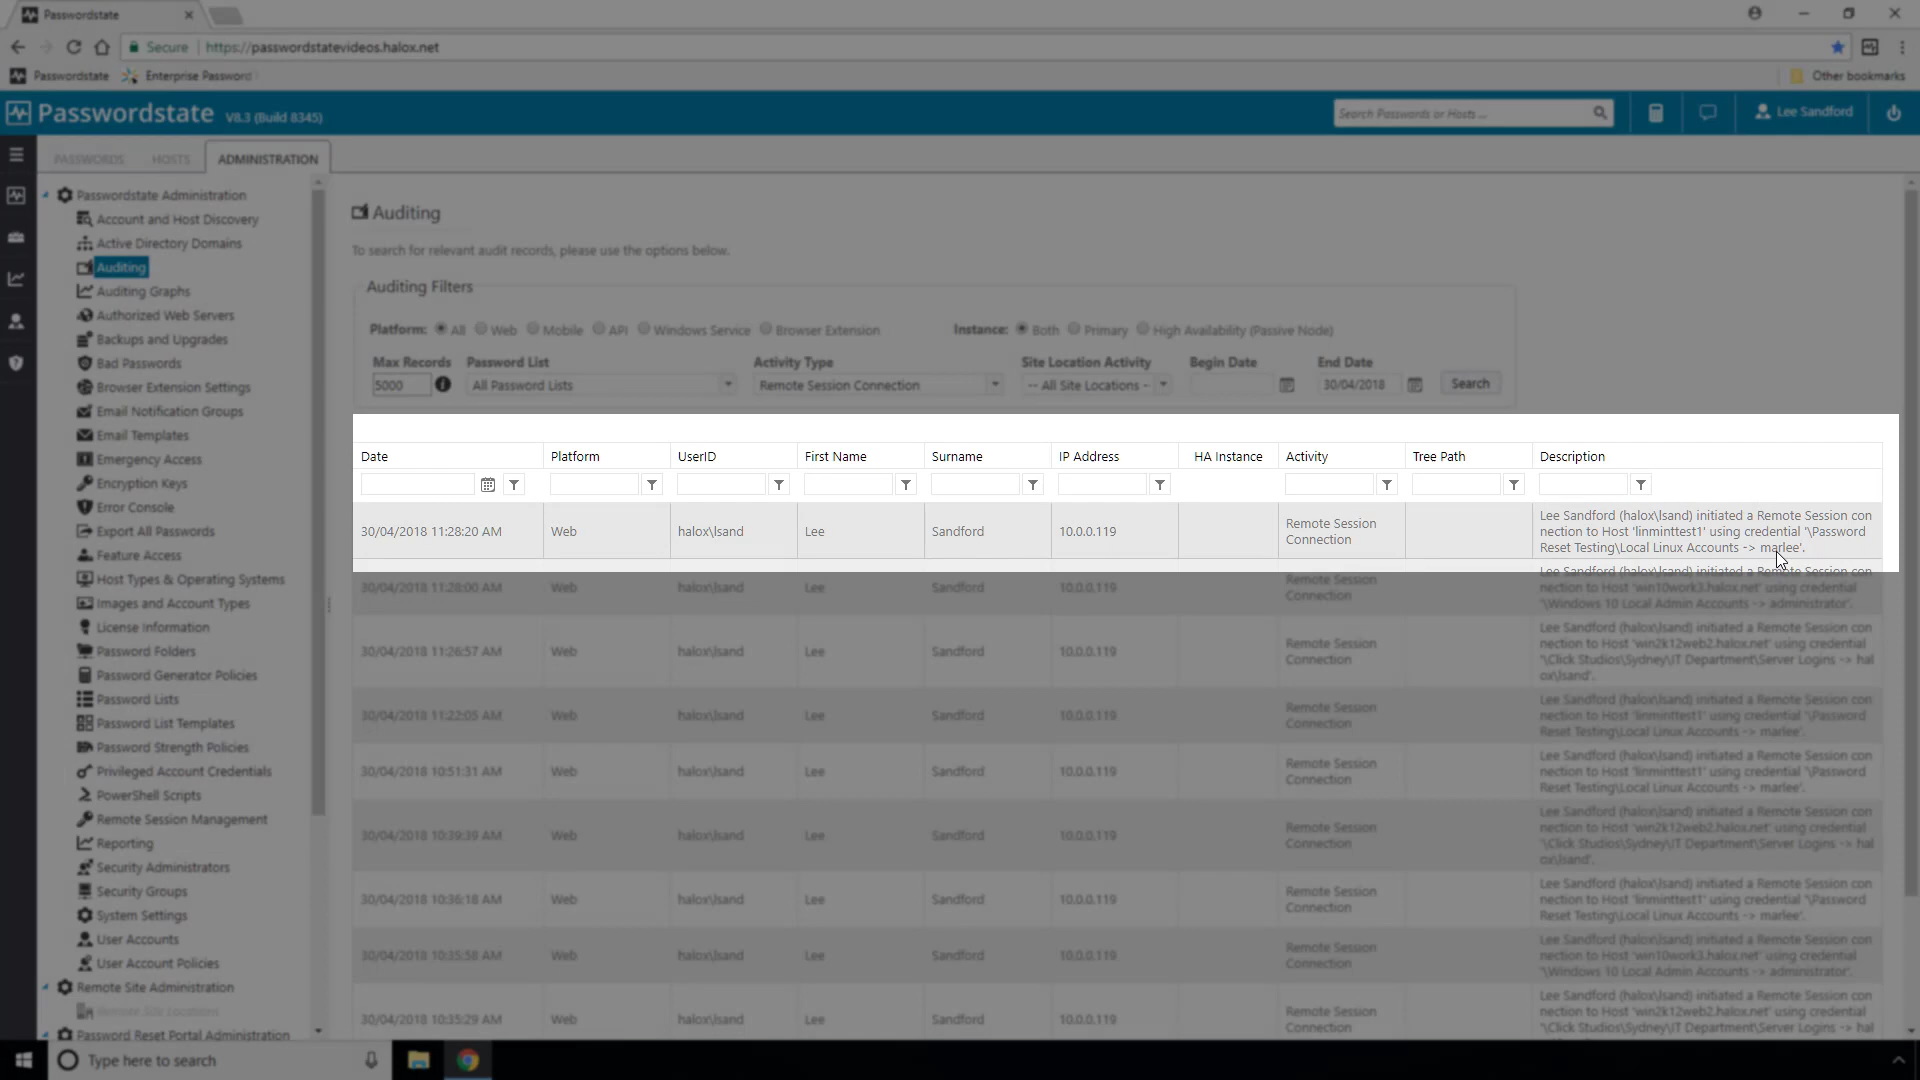 Passwordstate
Secure | https://passwordstatevideos.halox.net
Passwordstate Enterprise Password Other bookmarks
Passwordstate V8.3 (Build 8345) Search Passwords or Hosts ... Lee Sandford
PASSWORDS HOSTS ADMINISTRATION
Passwordstate Administration
Account and Host Discovery
Active Directory Domains
Auditing
Auditing Graphs
Authorized Web Servers
Backups and Upgrades
Bad Passwords
Browser Extension Settings
Email Notification Groups
Email Templates
Emergency Access
Encryption Keys
Error Console
Export All Passwords
Feature Access
Host Types & Operating Systems
Images and Account Types
License Information
Password Folders
Password Generator Policies
Password Lists
Password List Templates
Password Strength Policies
Privileged Account Credentials
PowerShell Scripts
Remote Session Management
Reporting
Security Administrators
Security Groups
System Settings
User Accounts
User Account Policies
Remote Site Administration
Remote Site Locations
Password Reset Portal Administration
Auditing
To search for relevant audit records, please use the options below.
Auditing Filters
Platform: All Web Mobile API Windows Service Browser Extension Instance: Both Primary High Availability (Passive Node)
Max Records Password List Activity Type Site Location Activity Begin Date End Date
5000 All Password Lists Remote Session Connection -- All Site Locations - 30/04/2018 Search
Date Platform UserID First Name Surname IP Address HA Instance Activity Tree Path Description
30/04/2018 11:28:20 AM Web halox\lsand Lee Sandford 10.0.0.119 Remote Session
Connection
Lee Sandford (halox\lsand) initiated a Remote Session con
nection to Host 'linminttest1' using credential '\Password
Reset Testing\Local Linux Accounts -> marlee'.
30/04/2018 11:28:00 AM Web halox\lsand Lee Sandford 10.0.0.119 Remote Session
Connection
Lee Sandford (halox\lsand) initiated a Remote Session con
nection to Host 'win10work3.halox.net' using credential
'\Windows 10 Local Admin Accounts -> administrator'.
30/04/2018 11:26:57 AM Web halox\lsand Lee Sandford 10.0.0.119 Remote Session
Connection
Lee Sandford (halox\lsand) initiated a Remote Session con
nection to Host 'win2k12web2.halox.net' using credential
'\Click Studios\Sydney\IT Department\Server Logins -> hal
ox\lsand'.
30/04/2018 11:22:05 AM Web halox\lsand Lee Sandford 10.0.0.119 Remote Session
Connection
Lee Sandford (halox\lsand) initiated a Remote Session con
nection to Host 'linminttest1' using credential '\Password
Reset Testing\Local Linux Accounts -> marlee'.
30/04/2018 10:51:31 AM Web halox\lsand Lee Sandford 10.0.0.119 Remote Session
Connection
Lee Sandford (halox\lsand) initiated a Remote Session con
nection to Host 'linminttest1' using credential '\Password
Reset Testing\Local Linux Accounts -> marlee'.
30/04/2018 10:39:39 AM Web halox\lsand Lee Sandford 10.0.0.119 Remote Session
Connection
Lee Sandford (halox\lsand) initiated a Remote Session con
nection to Host 'win2k12web2.halox.net' using credential
'\Click Studios\Sydney\IT Department\Server Logins -> hal
ox\lsand'.
30/04/2018 10:36:18 AM Web halox\lsand Lee Sandford 10.0.0.119 Remote Session
Connection
Lee Sandford (halox\lsand) initiated a Remote Session con
nection to Host 'linminttest1' using credential '\Password
Reset Testing\Local Linux Accounts -> marlee'.
30/04/2018 10:35:58 AM Web halox\lsand Lee Sandford 10.0.0.119 Remote Session
Connection
Lee Sandford (halox\lsand) initiated a Remote Session con
nection to Host 'win10work3.halox.net' using credential
'\Windows 10 Local Admin Accounts -> administrator'.
30/04/2018 10:35:29 AM Web halox\lsand Lee Sandford 10.0.0.119 Remote Session
Connection
Lee Sandford (halox\lsand) initiated a Remote Session con
nection to Host 'win2k12web2.halox.net' using credential
'\Click Studios\Sydney\IT Department\Server Logins -> hal
Type here to search